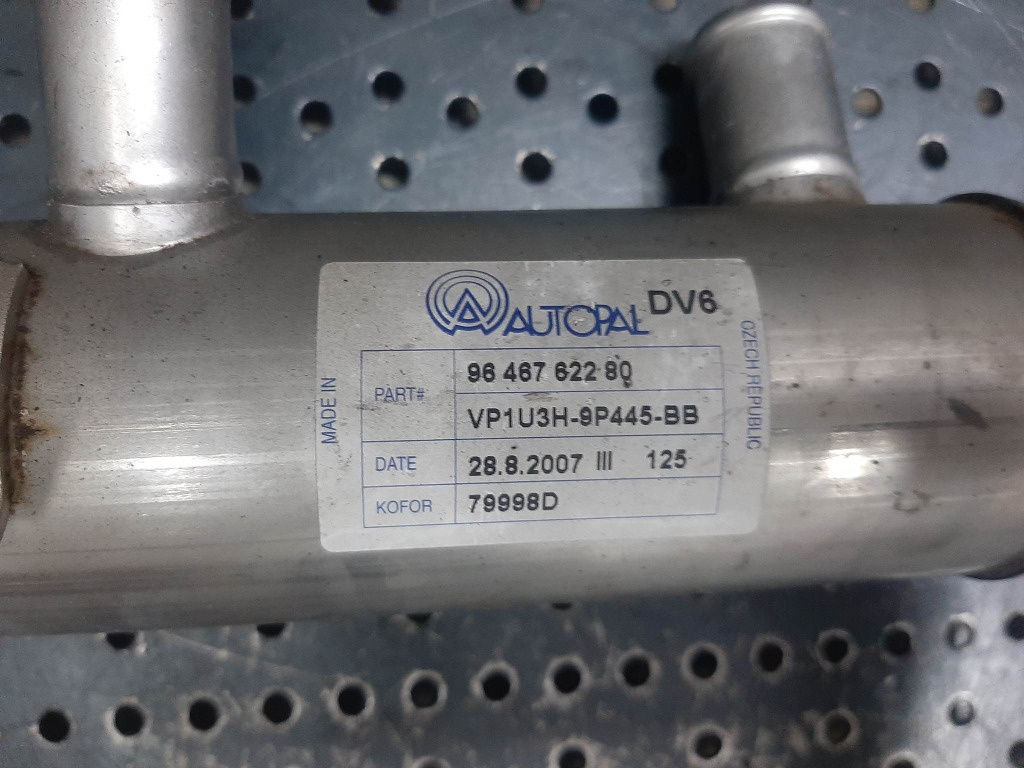 AUTOPAL DV6
MADE IN
PART# 96 467 622 80
VP1U3H-9P445-BB
DATE 28.8.2007 III 125
KOFOR 79998D
CZECH REPUBLIC